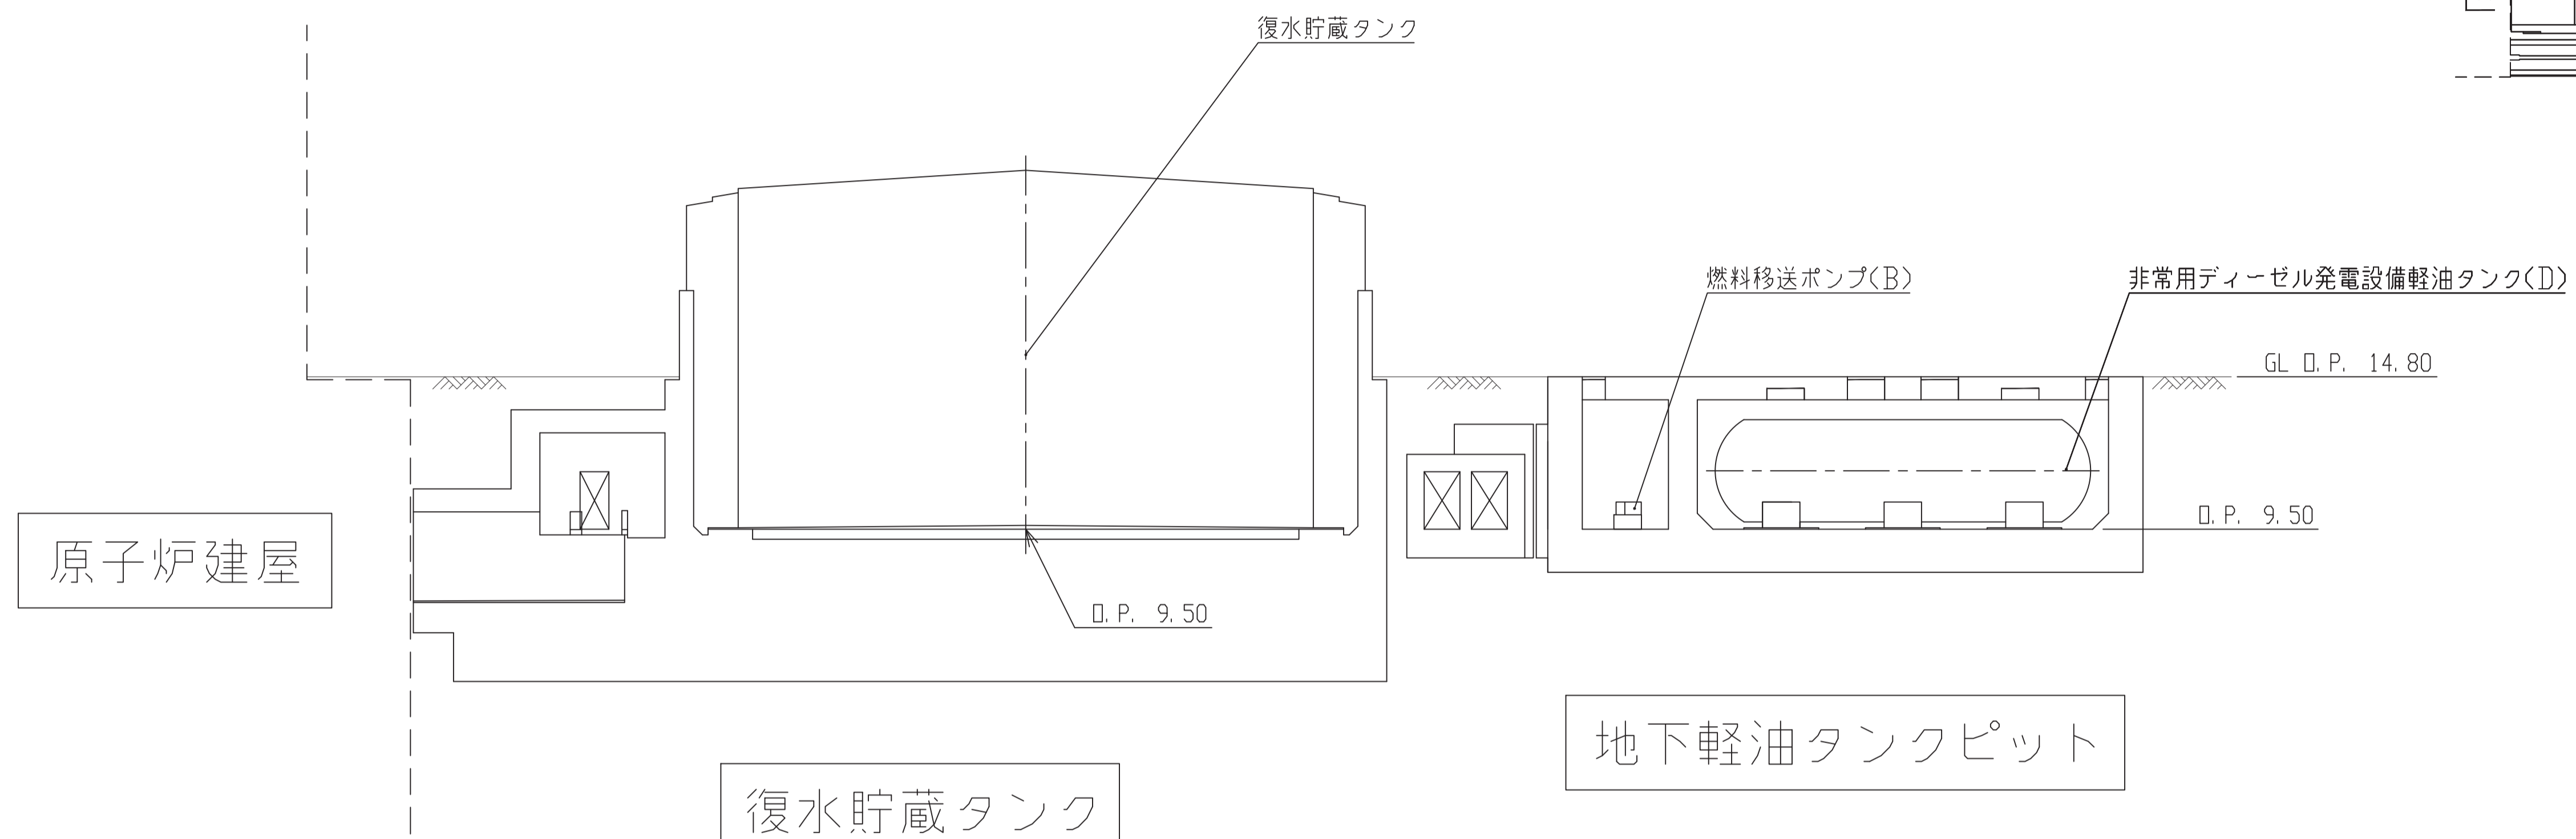 復水貯蔵タンク
燃料移送ポンプ(B)
非常用ディーゼル発電設備軽油タンク(D)
GL O.P. 14.80
O.P. 9.50
原子炉建屋
O.P. 9.50
地下軽油タンクピット
復水貯蔵タンク